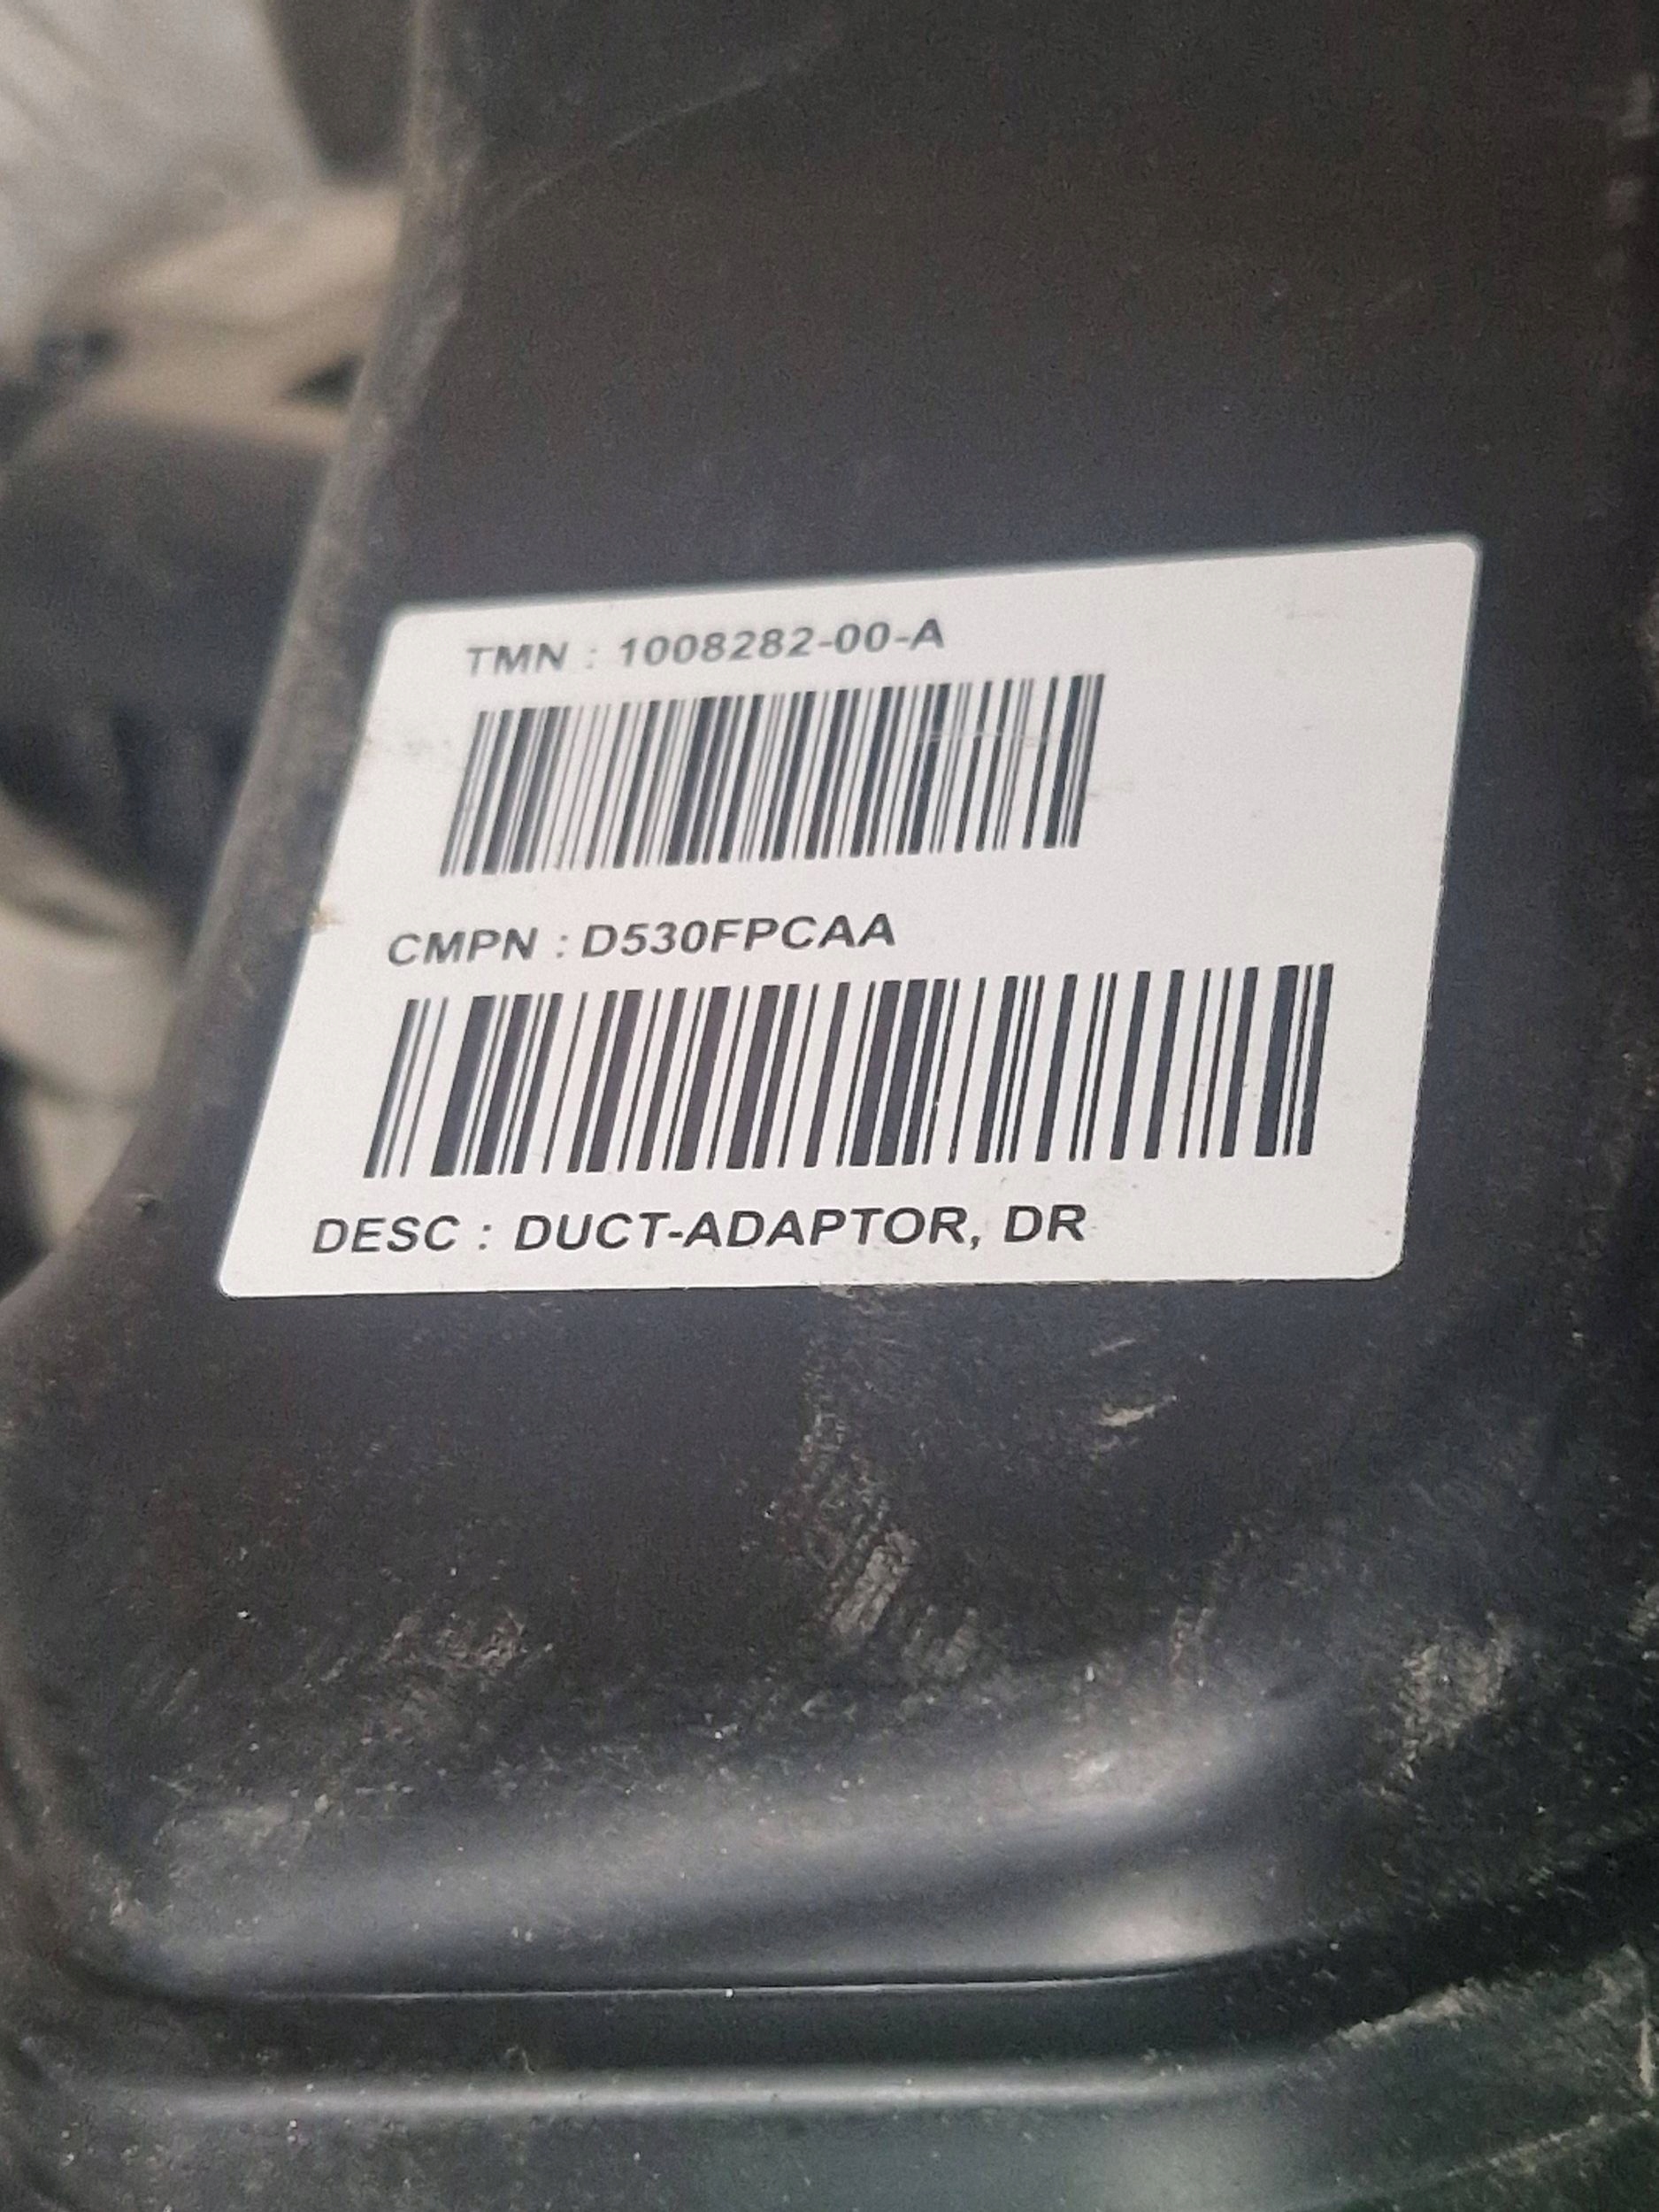 TMN : 1008282-00-A
CMPN : D530FPCAA
DESC : DUCT-ADAPTOR, DR